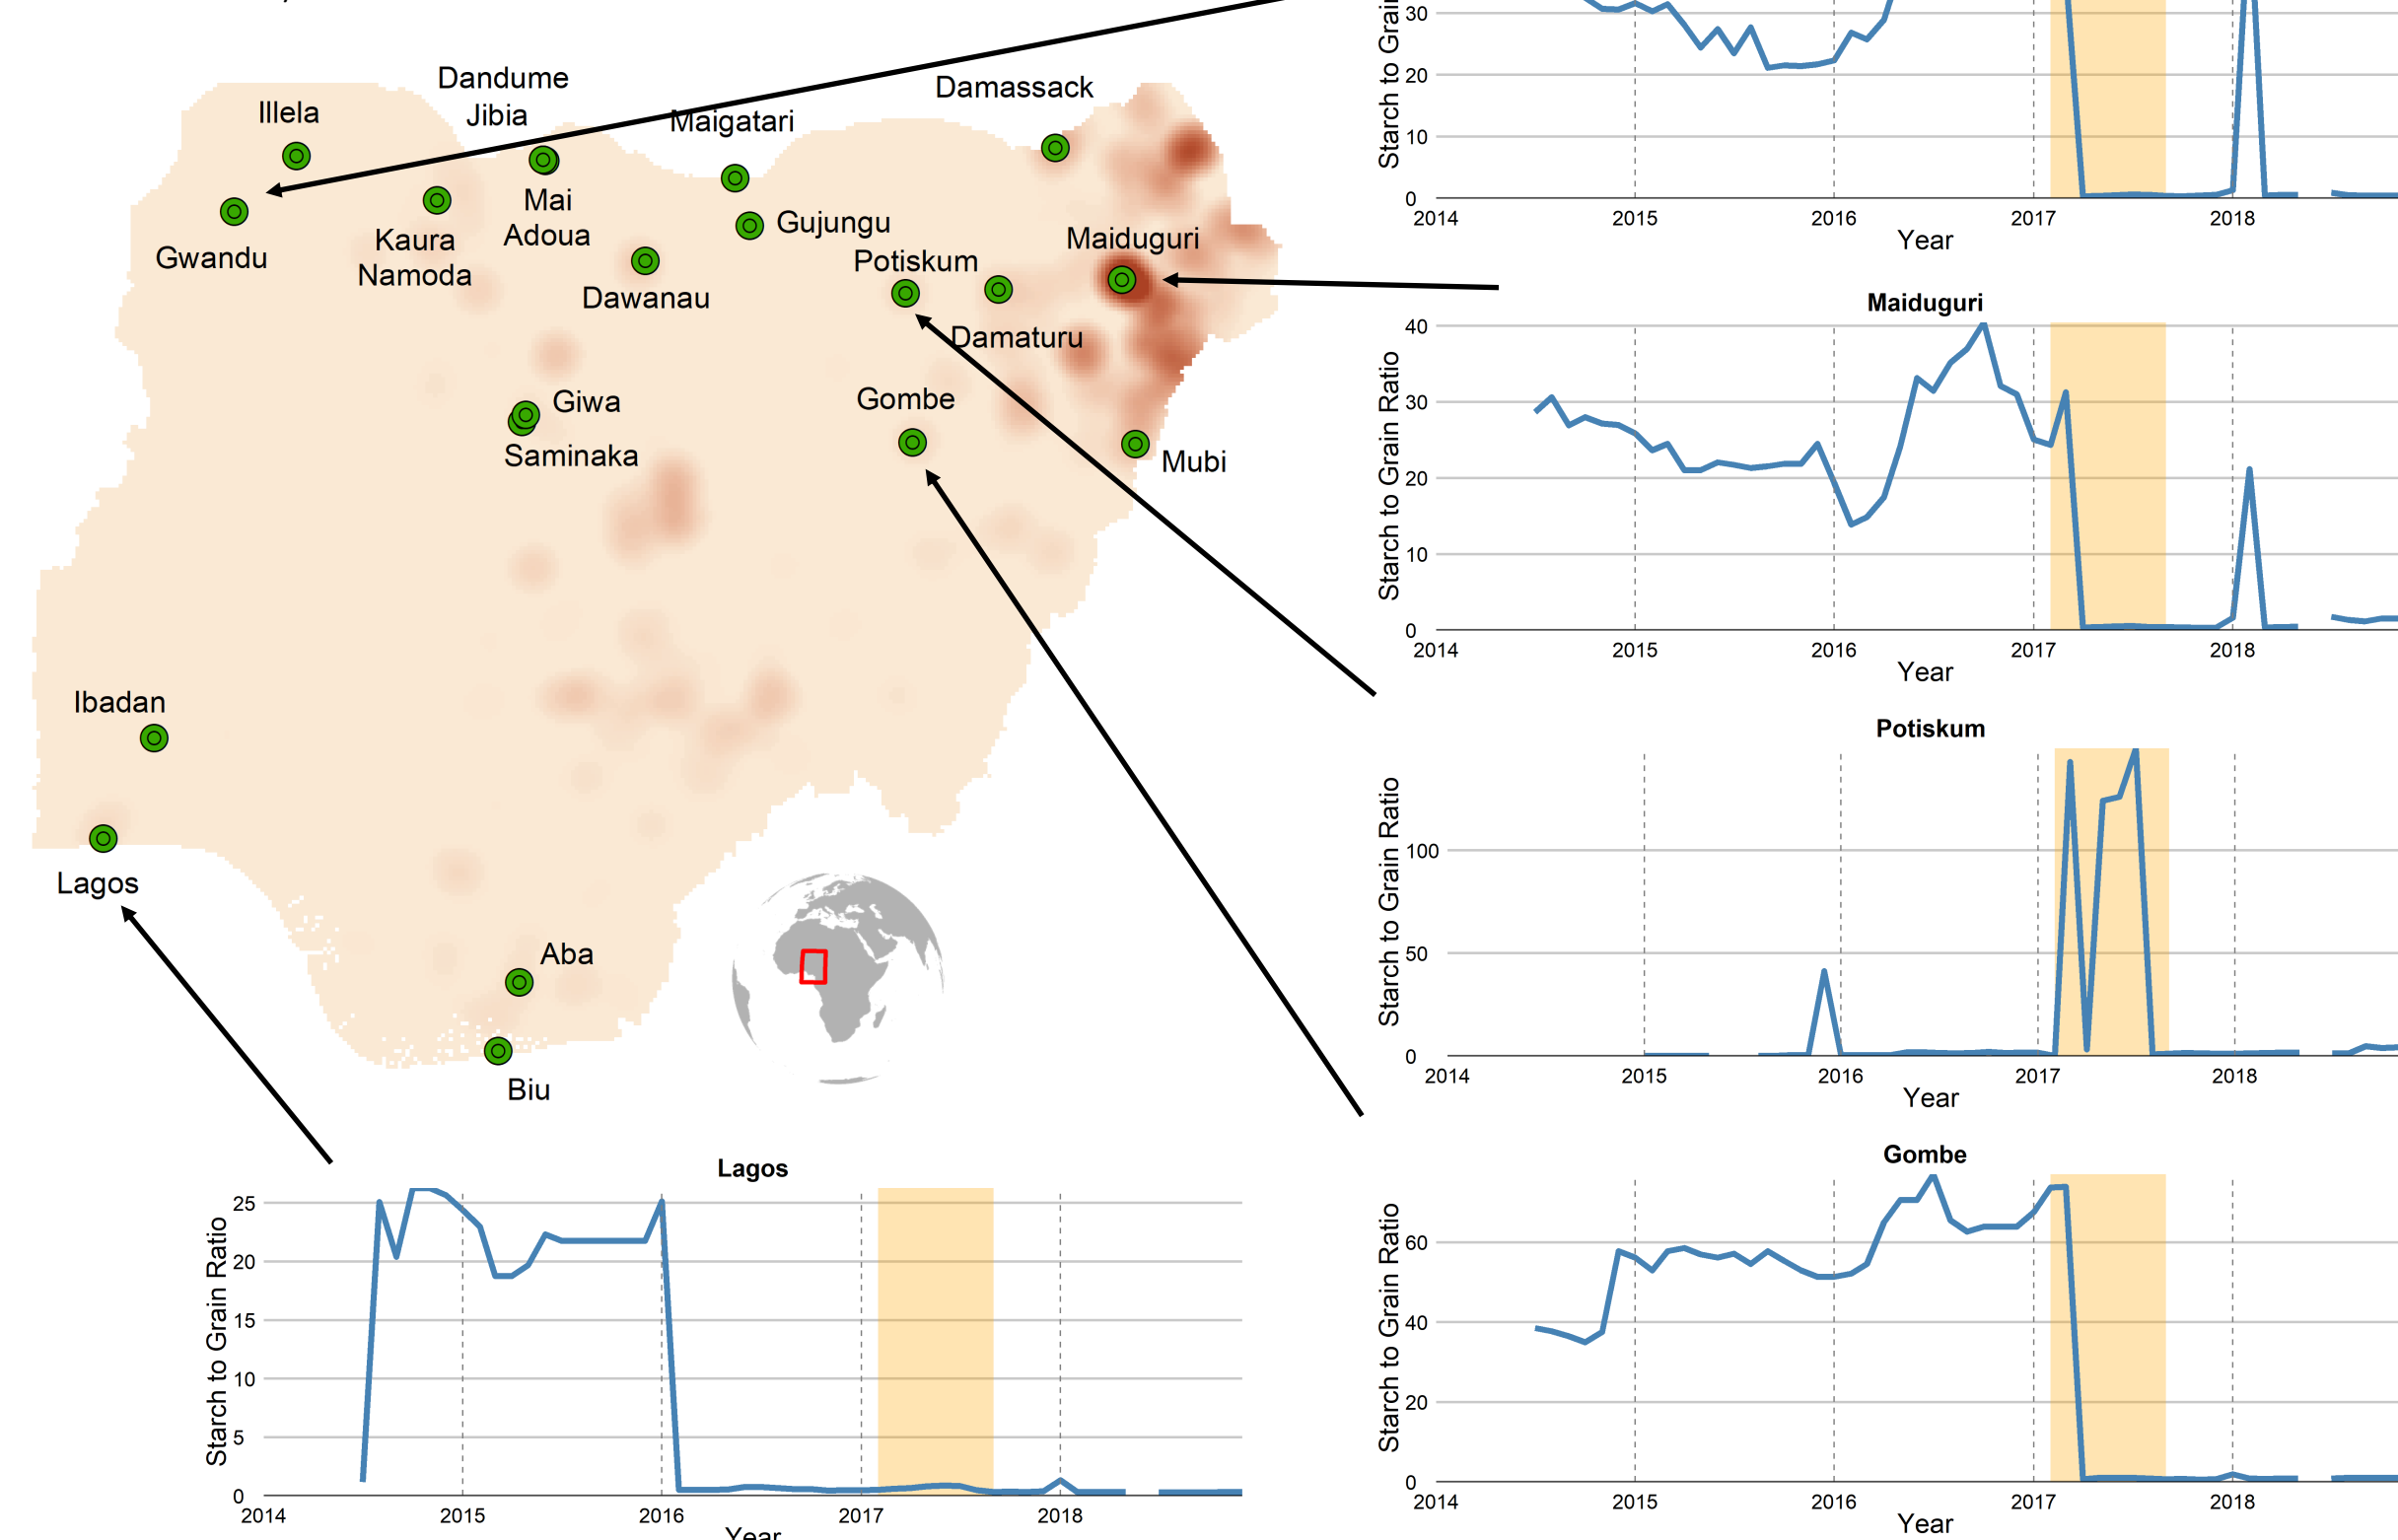 Dandume
Jibia
Illela
Maigatari
Damassack
Mai
Adoua
Gujungu
Kaura
Namoda
Gwandu
Dawanau
Potiskum
Maiduguri
Damaturu
Giwa
Saminaka
Gombe
Mubi
Ibadan
Lagos
Aba
Biu
Starch to Grain
30
20
10
0
2014 2015 2016 2017 2018
Year
Maiduguri
Starch to Grain Ratio
40
30
20
10
0
2014 2015 2016 2017 2018
Year
Potiskum
Starch to Grain Ratio
100
50
0
2014 2015 2016 2017 2018
Year
Gombe
Starch to Grain Ratio
60
40
20
0
2014 2015 2016 2017 2018
Year
Lagos
Starch to Grain Ratio
25
20
15
10
5
0
2014 2015 2016 2017 2018
Year